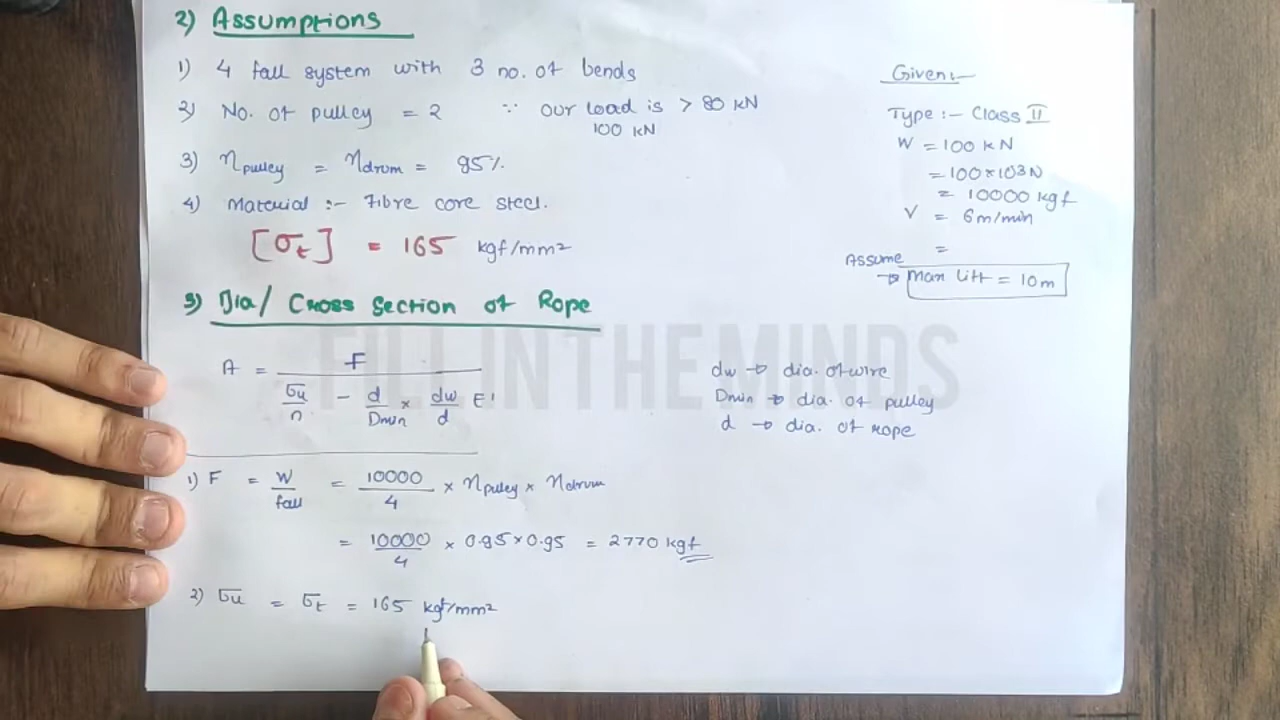 2) Assumptions
1) 4 fall system with 3 no. of bends
2) No. of pulley = 2 ∵ our load is > 80 kN
100 kN
3) ηpulley = ηdrum = 95%
4) Material :- Fibre core steel.
[σt] = 165 kgf/mm²
Given:-
Type :- Class II
W = 100 kN
= 100×103N
= 10000 kgf
V = 6m/min
=
Assume
→ Max lift = 10m
3) Dia/ Cross Section of Rope
A = F / (σu/n - d/Dmin × dw/d E')
dw → dia. of wire
Dmin → dia. of pulley
d → dia. of rope
FILL IN THE MINDS
1) F = W/fall = 10000/4 × ηpulley × ηdrum
= 10000/4 × 0.95×0.95 = 2770 kgf
2) σu = σt = 165 kgf/mm²